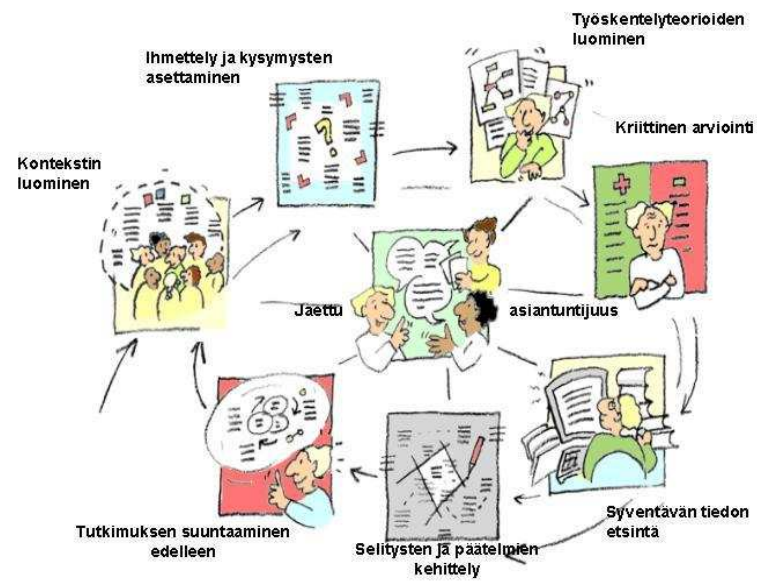 Työskentelyteorioiden
luominen
Ihmettely ja kysymysten
asettaminen
Kriittinen arviointi
Kontekstin
luominen
Jaettu
asiantuntijuus
Syventävän tiedon
etsintä
Tutkimuksen suuntaaminen
edelleen
Selitysten ja päätelmien
kehittely